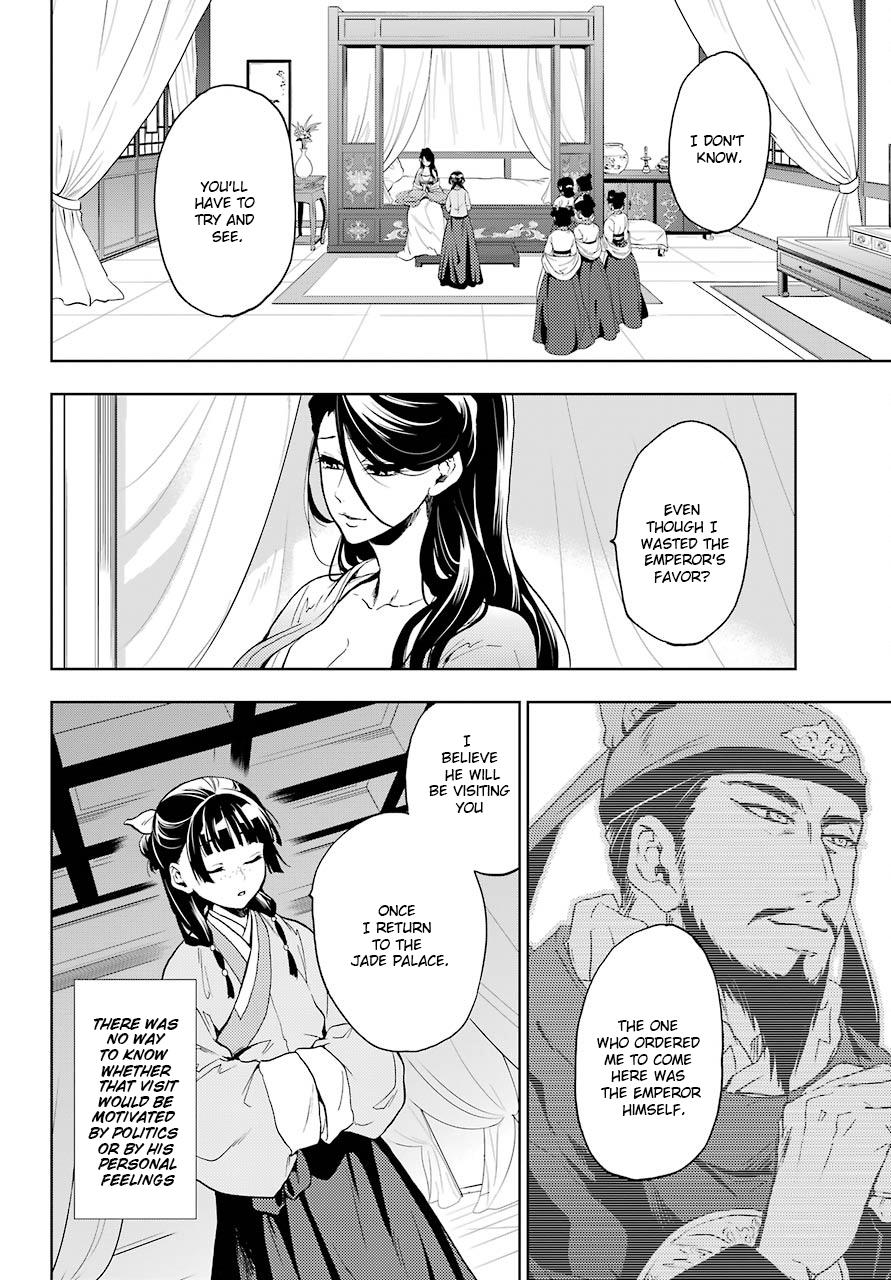 I DON'T
KNOW.
YOU'LL
HAVE TO
TRY AND
SEE.
EVEN
THOUGH I
WASTED THE
EMPEROR'S
FAVOR?
THE ONE
WHO ORDERED
ME TO COME
HERE WAS
THE EMPEROR
HIMSELF.
I
BELIEVE
HE WILL
BE VISITING
YOU
ONCE
I RETURN
TO THE
JADE PALACE.
THERE WAS
NO WAY
TO KNOW
WHETHER
THAT VISIT
WOULD BE
MOTIVATED
BY POLITICS
OR BY HIS
PERSONAL
FEELINGS